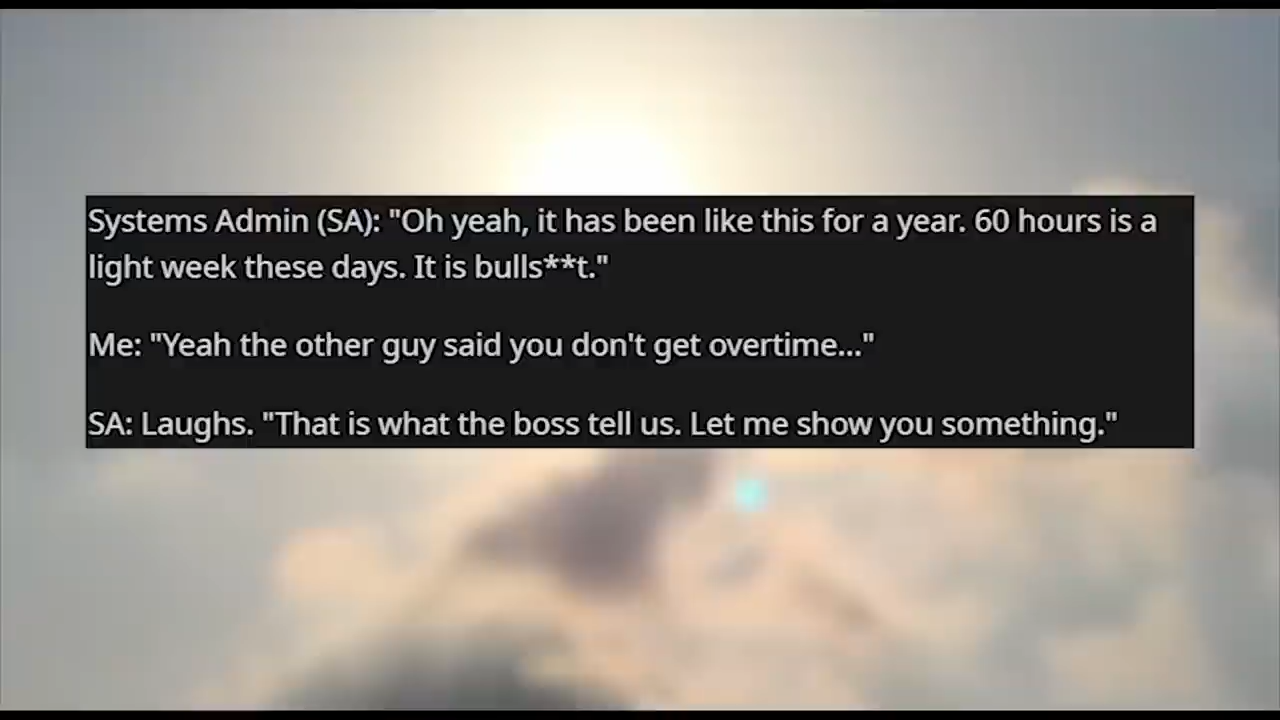 Systems Admin (SA): "Oh yeah, it has been like this for a year. 60 hours is a
light week these days. It is bulls**t."
Me: "Yeah the other guy said you don't get overtime..."
SA: Laughs. "That is what the boss tell us. Let me show you something."